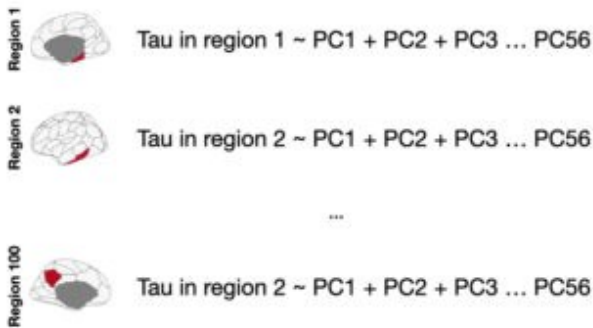 Region 1
Tau in region 1 ~ PC1 + PC2 + PC3 ... PC56
Region 2
Tau in region 2 ~ PC1 + PC2 + PC3 ... PC56
...
Region 100
Tau in region 2 ~ PC1 + PC2 + PC3 ... PC56